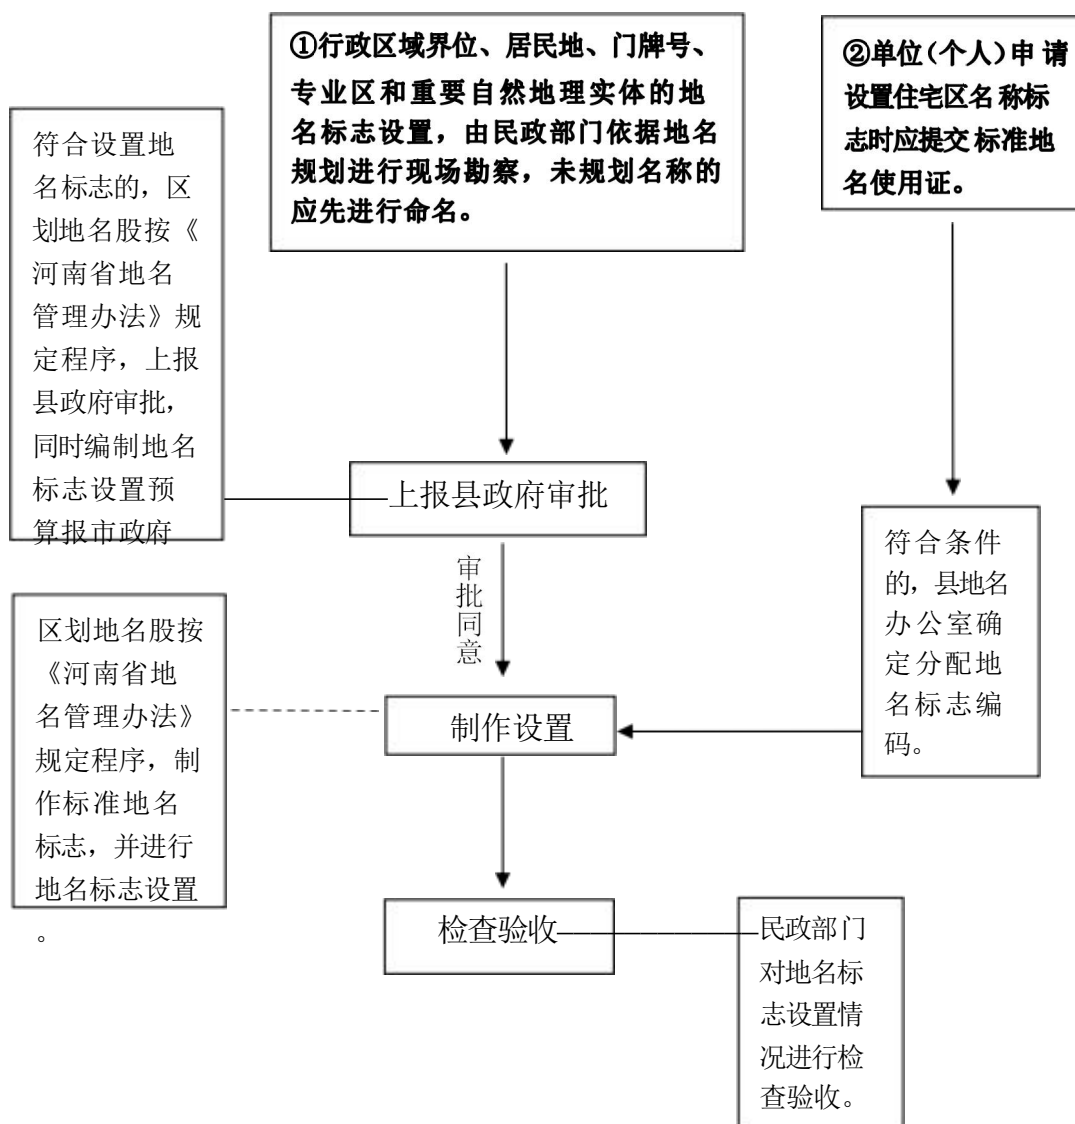 ①行政区域界位、居民地、门牌号、
专业区和重要自然地理实体的地
名标志设置，由民政部门依据地名
规划进行现场勘察，未规划名称的
应先进行命名。
②单位（个人）申 请
设置住宅区名 称标
志时应提交 标准地
名使用证。
符合设置地
名标志的，区
划地名股按《
河南省地名
管理办法》规
定程序，上报
县政府审批，
同时编制地名
标志设置预
算报市政府
上报县政府审批
审批同意
符合条件
的，县地名
办公室确
定分配地
名标志编
码。
区划地名股按
《河南省地
名管理办法》
规定程序，制
作标准地名
标志，并进行
地名标志设置
。
制作设置
检查验收
民政部门
对地名标
志设置情
况进行检
查验收。